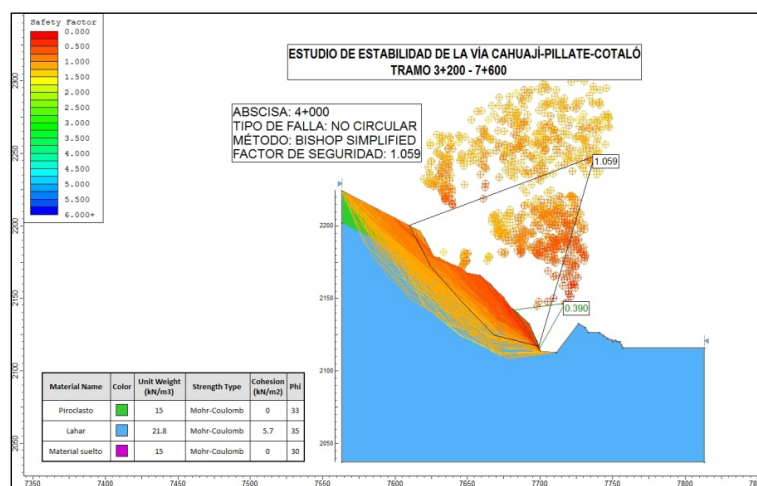 Safety Factor
0.000
0.500
1.000
1.500
2.000
2.500
3.000
3.500
4.000
4.500
5.000
5.500
6.000+
ESTUDIO DE ESTABILIDAD DE LA VÍA CAHUAJÍ-PILLATE-COTALÓ
TRAMO 3+200 - 7+600
ABSCISA: 4+000
TIPO DE FALLA: NO CIRCULAR
MÉTODO: BISHOP SIMPLIFIED
FACTOR DE SEGURIDAD: 1.059
1.059
0.390
Material Name Color Unit Weight (kN/m3) Strength Type Cohesion (kN/m2) Phi
Piroclasto 15 Mohr-Coulomb 0 33
Lahar 21.8 Mohr-Coulomb 5.7 35
Material suelto 15 Mohr-Coulomb 0 30
2300
2250
2200
2150
2100
2050
7350 7400 7450 7500 7550 7600 7650 7700 7750 7800